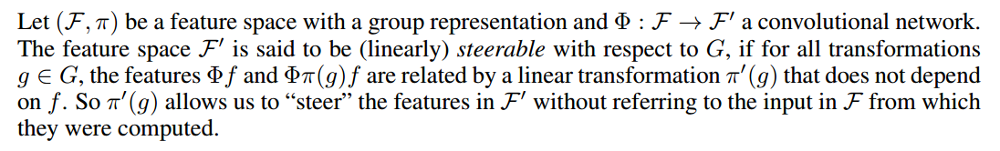 Let (ℱ, π) be a feature space with a group representation and Φ : ℱ → ℱ′ a convolutional network.
The feature space ℱ′ is said to be (linearly) steerable with respect to G, if for all transformations
g ∈ G, the features Φf and Φπ(g)f are related by a linear transformation π′(g) that does not depend
on f. So π′(g) allows us to “steer” the features in ℱ′ without referring to the input in ℱ from which
they were computed.